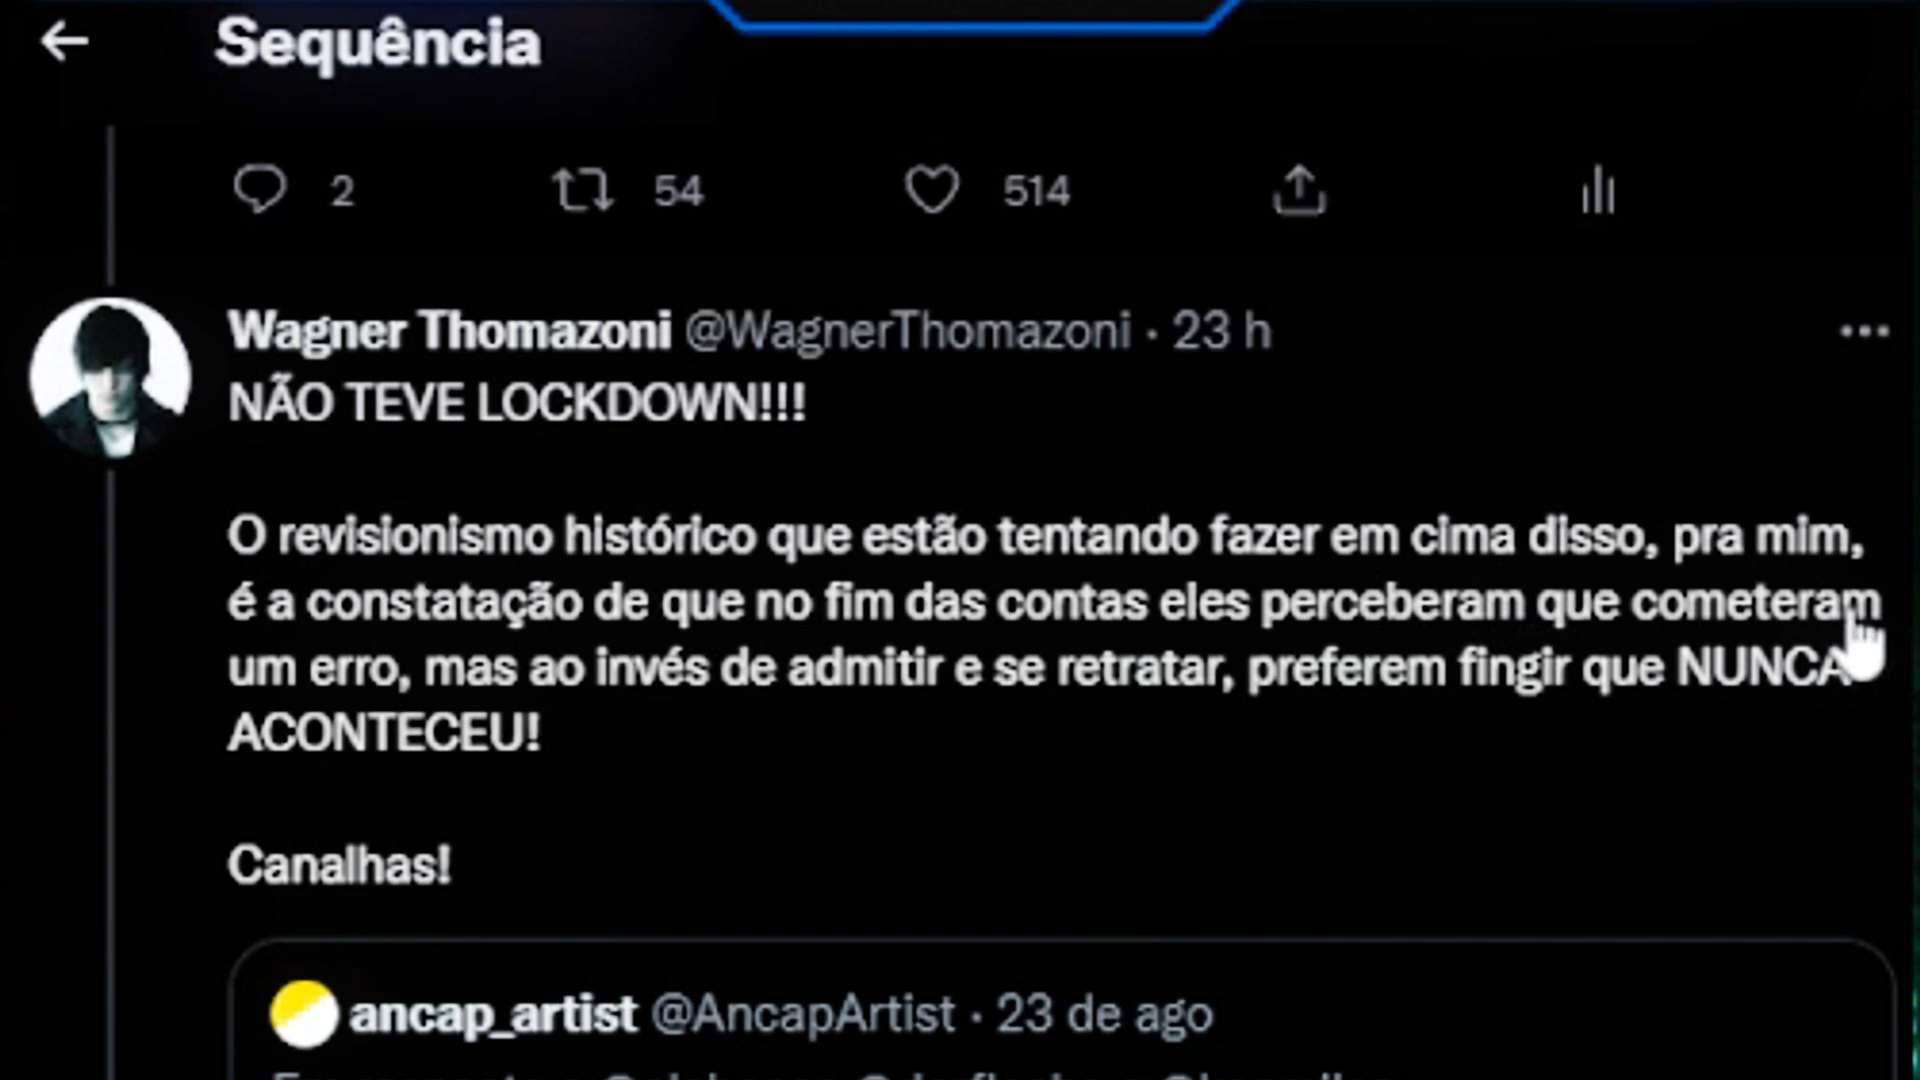 Sequência
2 54 514
Wagner Thomazoni @WagnerThomazoni · 23 h
NÃO TEVE LOCKDOWN!!!
O revisionismo histórico que estão tentando fazer em cima disso, pra mim,
é a constatação de que no fim das contas eles perceberam que cometeram
um erro, mas ao invés de admitir e se retratar, preferem fingir que NUNCA
ACONTECEU!
Canalhas!
ancap_artist @AncapArtist · 23 de ago